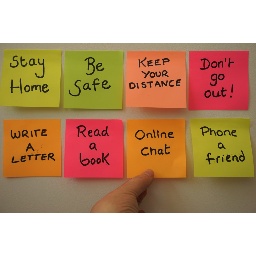 Stay
Home
Be
Safe
KEEP
YOUR
DISTANCE
Don't
go
out!
WRITE
A
LETTER
Read
a
book
Online
Chat
Phone
a
friend